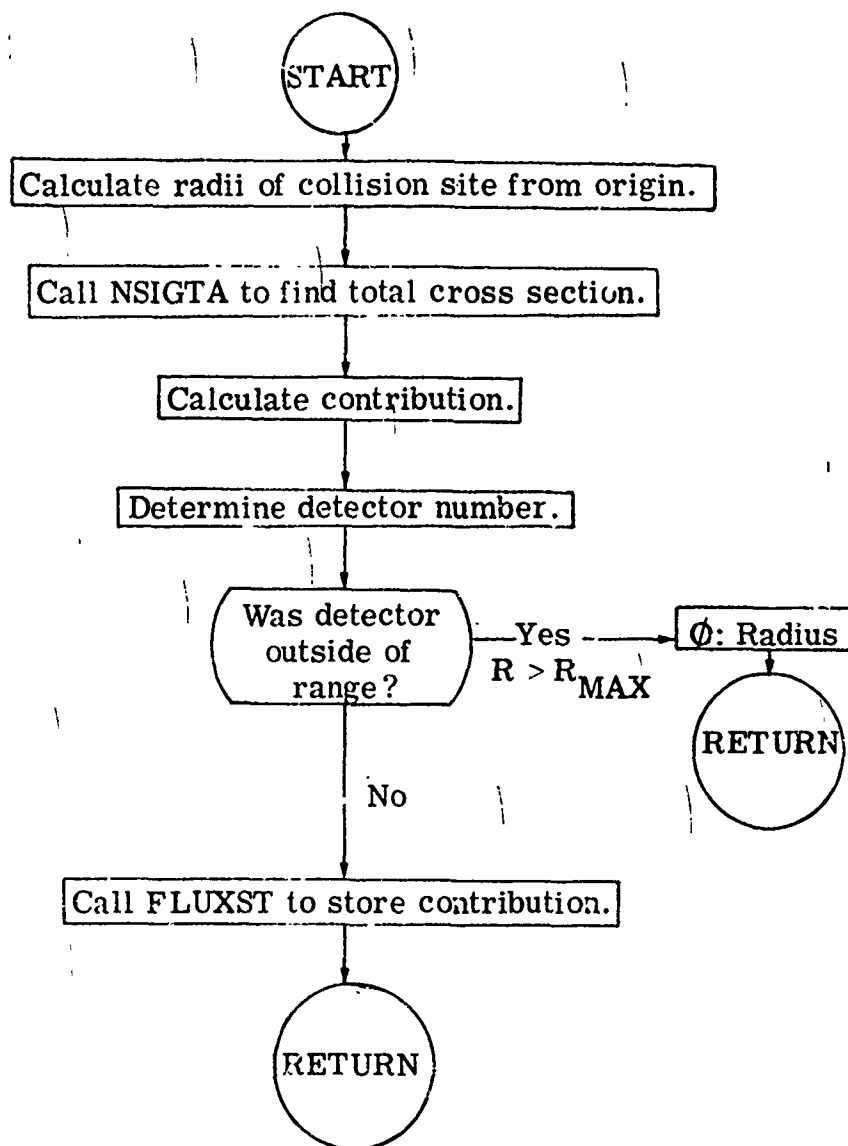 START
Calculate radii of collision site from origin.
Call NSIGTA to find total cross section.
Calculate contribution.
Determine detector number.
Was detector
outside of
range?
Yes
R > R_MAX
Ø: Radius
RETURN
No
Call FLUXST to store contribution.
RETURN